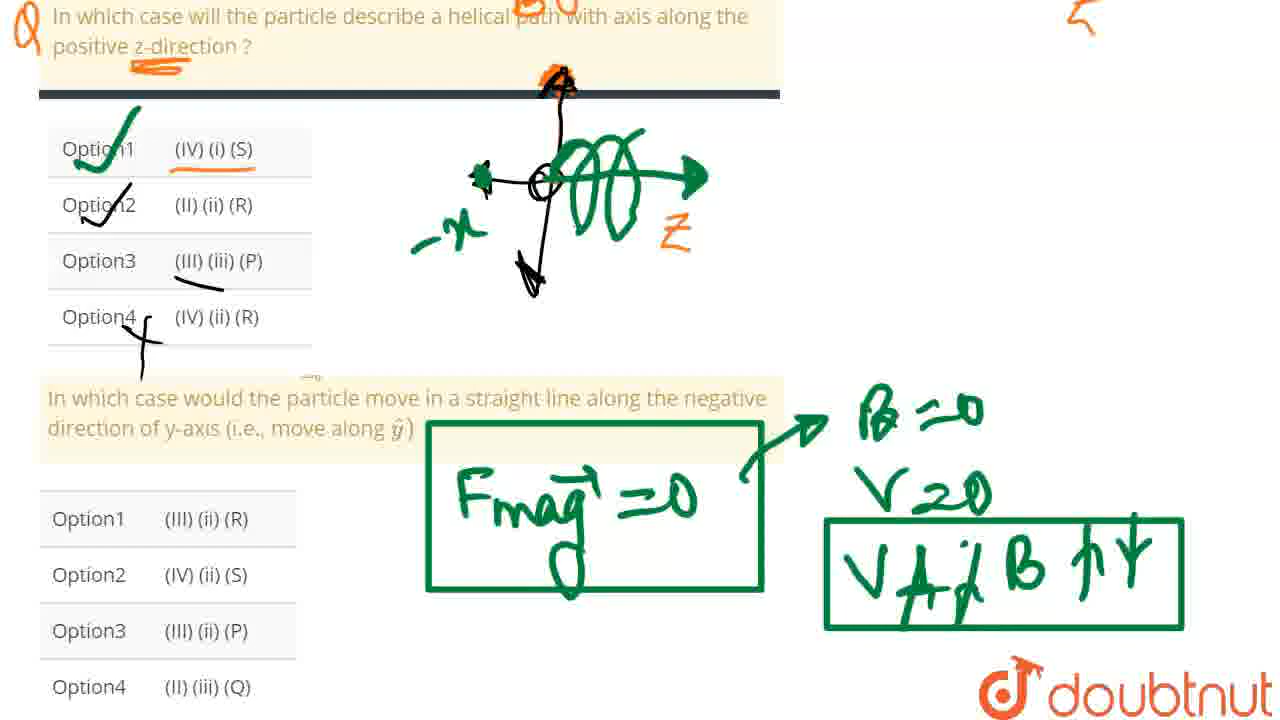 Q
In which case will the particle describe a helical path with axis along the
positive z-direction ?
Option1 (IV) (i) (S)
Option2 (II) (ii) (R)
Option3 (III) (iii) (P)
Option4 (IV) (ii) (R)
-x
Z
In which case would the particle move in a straight line along the negative
direction of y-axis (i.e., move along ŷ)
Fmag = 0
B = 0
V = 0
Option1 (III) (ii) (R)
Option2 (IV) (ii) (S)
Option3 (III) (ii) (P)
Option4 (II) (iii) (Q)
doubtnut